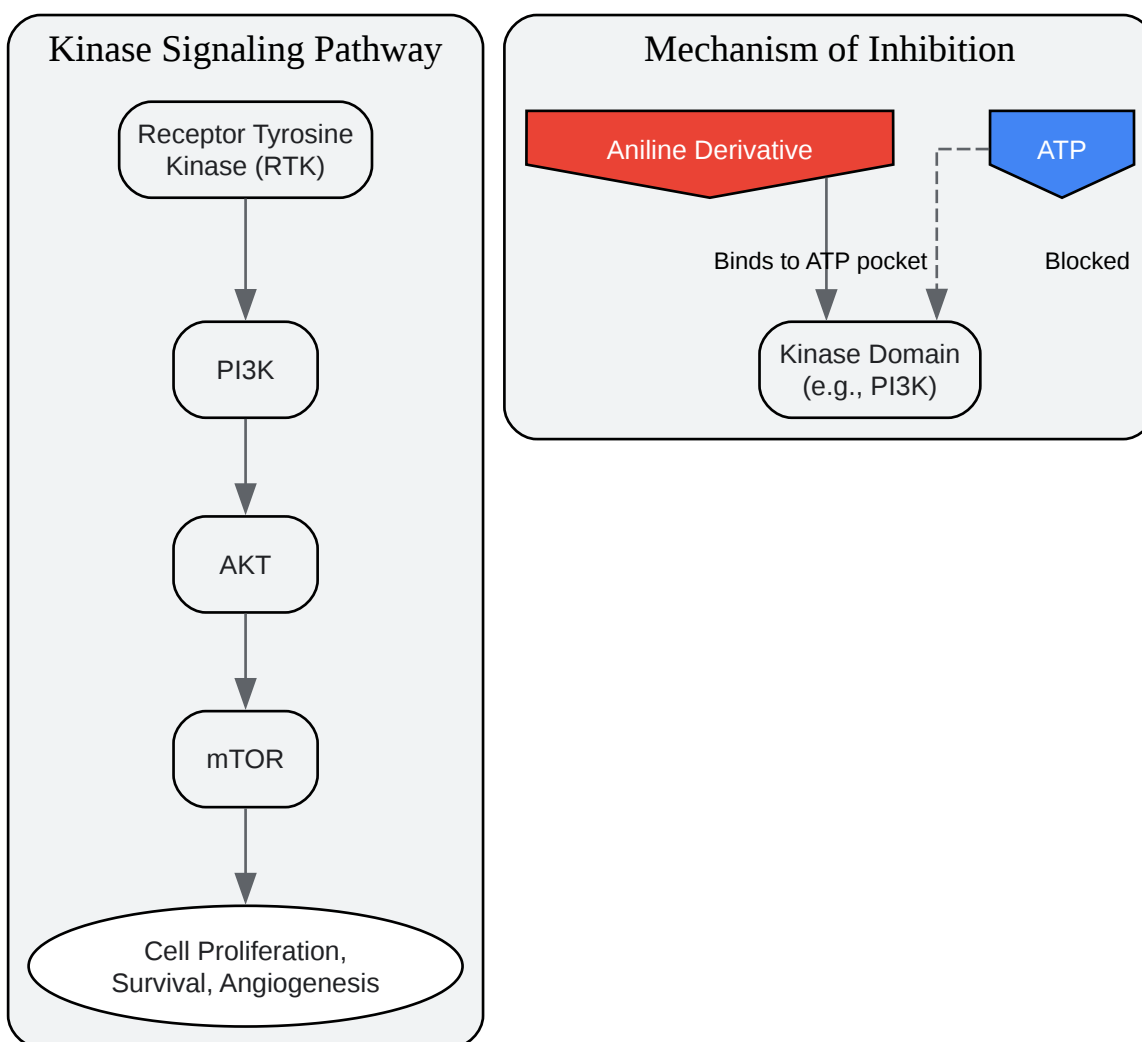 Kinase Signaling Pathway
Receptor Tyrosine
Kinase (RTK)
PI3K
AKT
mTOR
Cell Proliferation,
Survival, Angiogenesis
Mechanism of Inhibition
Aniline Derivative
ATP
Binds to ATP pocket
Blocked
Kinase Domain
(e.g., PI3K)